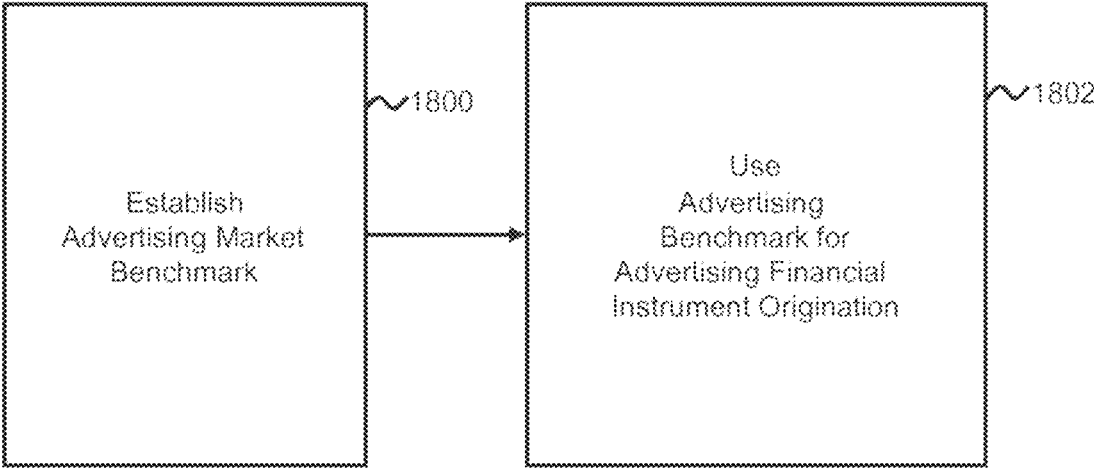 1800
Establish
Advertising Market
Benchmark
1802
Use
Advertising
Benchmark for
Advertising Financial
Instrument Origination